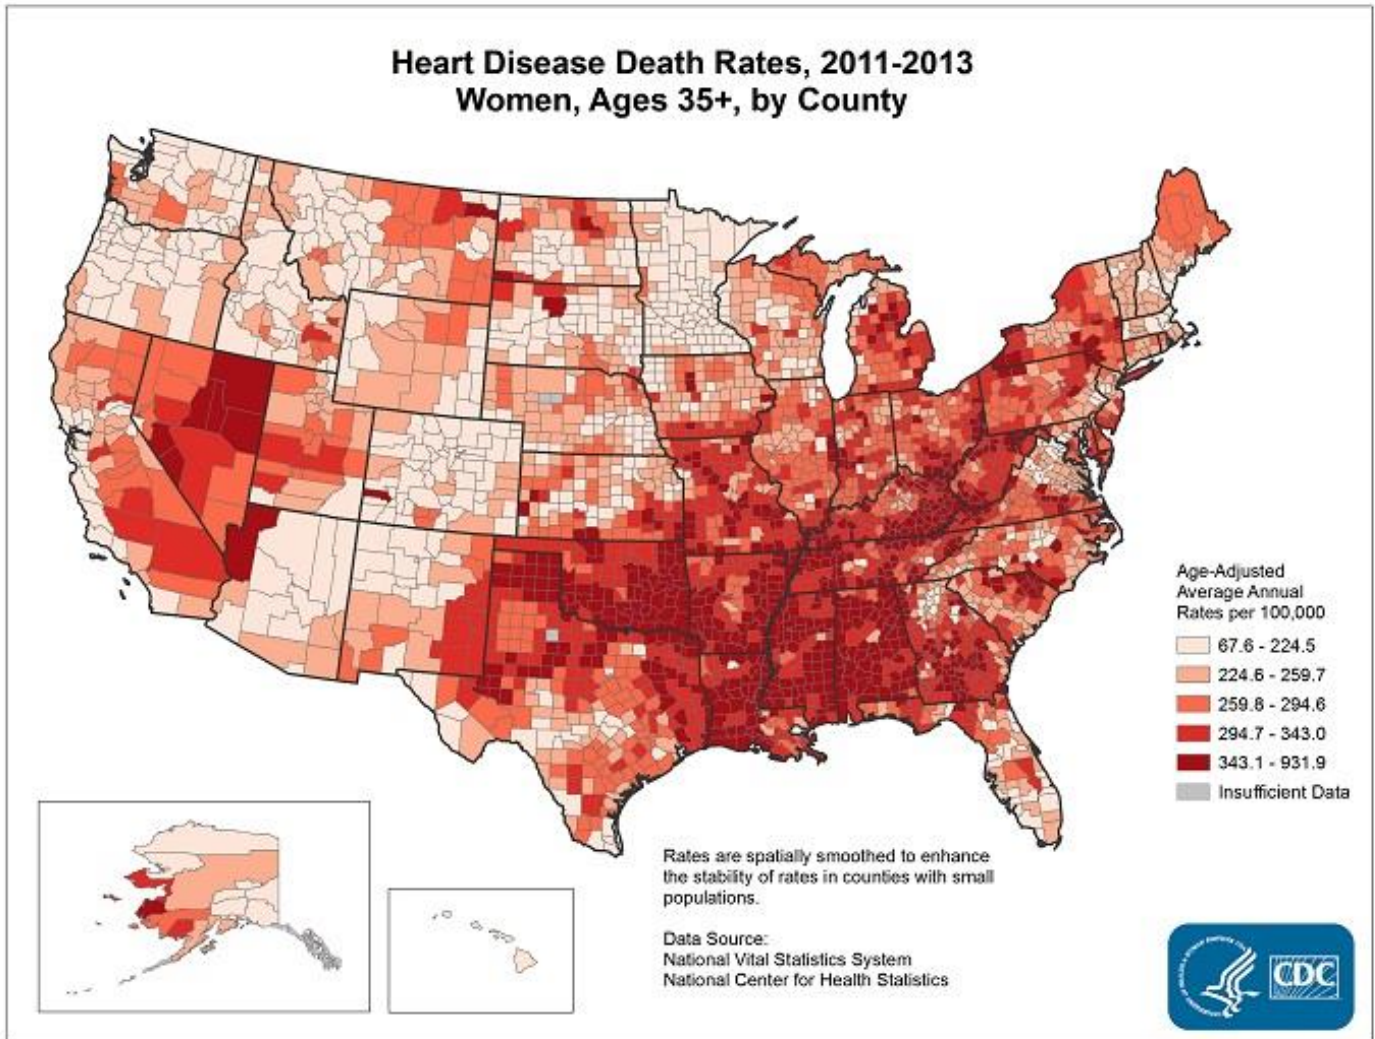 Heart Disease Death Rates, 2011-2013
Women, Ages 35+, by County
Age-Adjusted
Average Annual
Rates per 100,000
67.6 - 224.5
224.6 - 259.7
259.8 - 294.6
294.7 - 343.0
343.1 - 931.9
Insufficient Data
Rates are spatially smoothed to enhance
the stability of rates in counties with small
populations.
Data Source:
National Vital Statistics System
National Center for Health Statistics
CDC